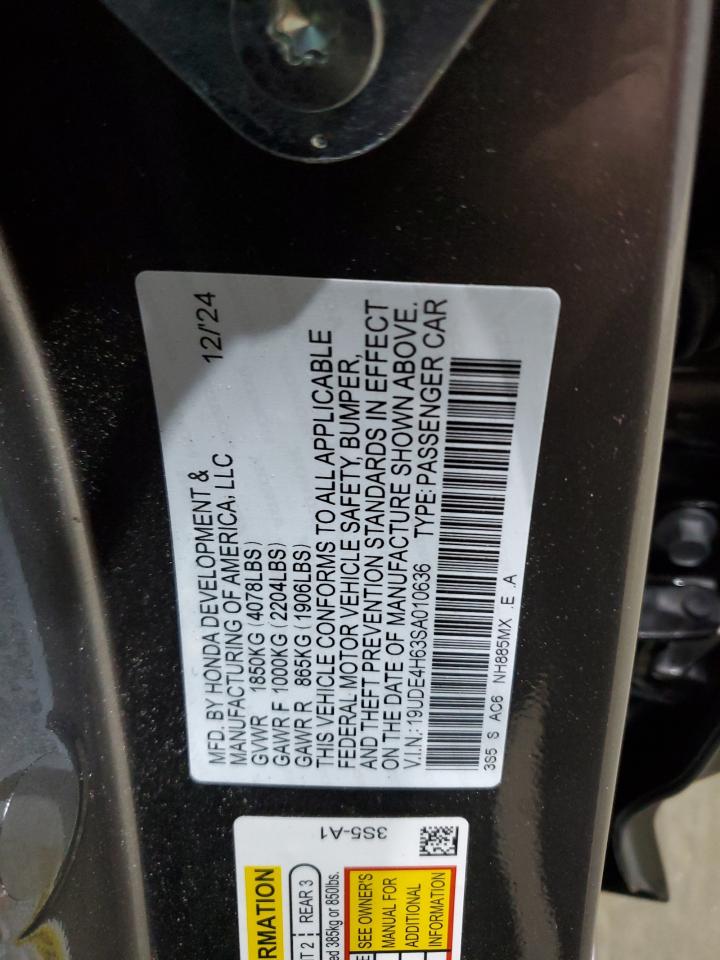 MFD. BY HONDA DEVELOPMENT &
MANUFACTURING OF AMERICA, LLC 12/'24
GVWR 1850KG (4078LBS)
GAWR F 1000KG (2204LBS)
GAWR R 865KG (1906LBS)
THIS VEHICLE CONFORMS TO ALL APPLICABLE
FEDERAL MOTOR VEHICLE SAFETY, BUMPER,
AND THEFT PREVENTION STANDARDS IN EFFECT
ON THE DATE OF MANUFACTURE SHOWN ABOVE.
V.I.N.:19UDE4H63SA010636 TYPE:PASSENGER CAR
3S5 S AC6 NH885MX .E .A
3S5-A1
RMATION
T 2 REAR 3
ed 385kg or 850lbs.
SEE OWNER'S
MANUAL FOR
ADDITIONAL
INFORMATION